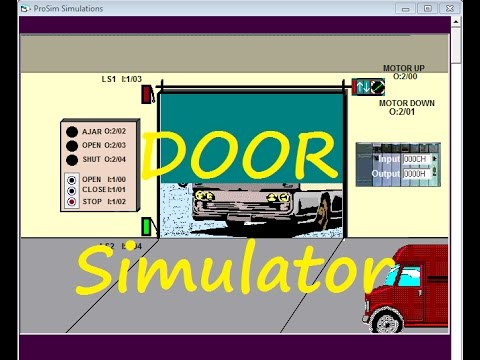 ProSim Simulations
LS1 I:1/03
MOTOR UP
O:2/00
MOTOR DOWN
O:2/01
AJAR O:2/02
OPEN O:2/03
SHUT O:2/04
OPEN I:1/00
CLOSE I:1/01
STOP I:1/02
Input 000CH
Output 0000H
DOOR
LS2
Simulator